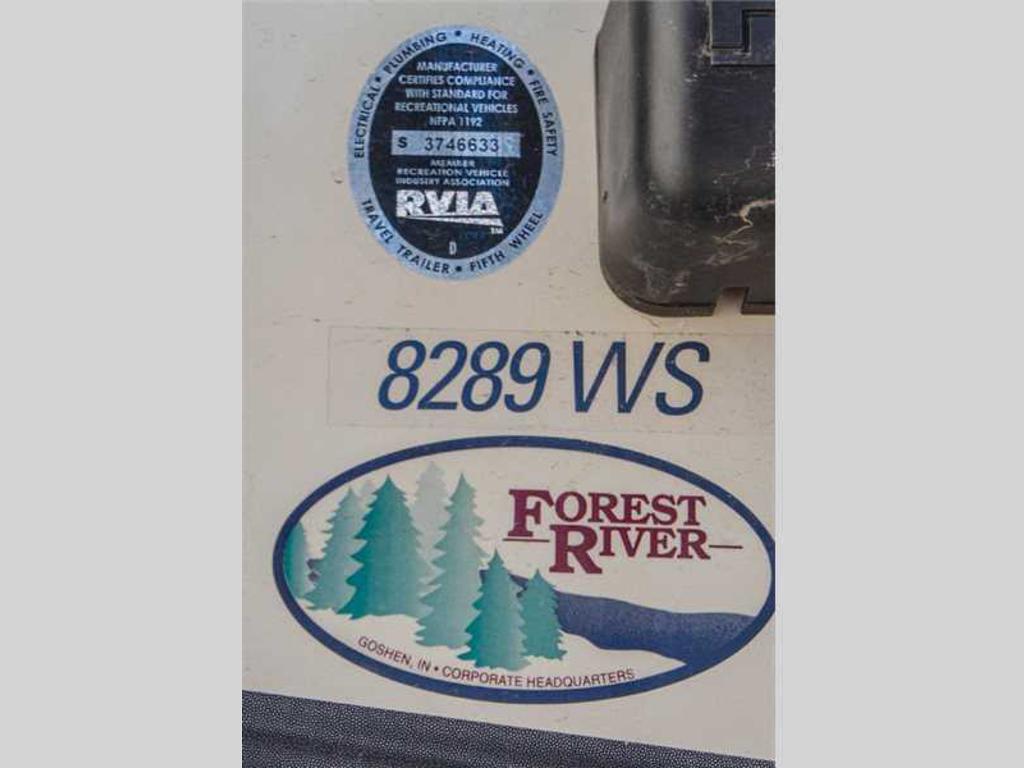 ELECTRICAL • PLUMBING • HEATING • FIRE SAFETY
MANUFACTURER
CERTIFIES COMPLIANCE
WITH STANDARD FOR
RECREATIONAL VEHICLES
NFPA 1192
S 3746633
MEMBER
RECREATION VEHICLE
INDUSTRY ASSOCIATION
RVIA
TM
D
TRAVEL TRAILER • FIFTH WHEEL
8289 WS
FOREST
RIVER
GOSHEN, IN • CORPORATE HEADQUARTERS